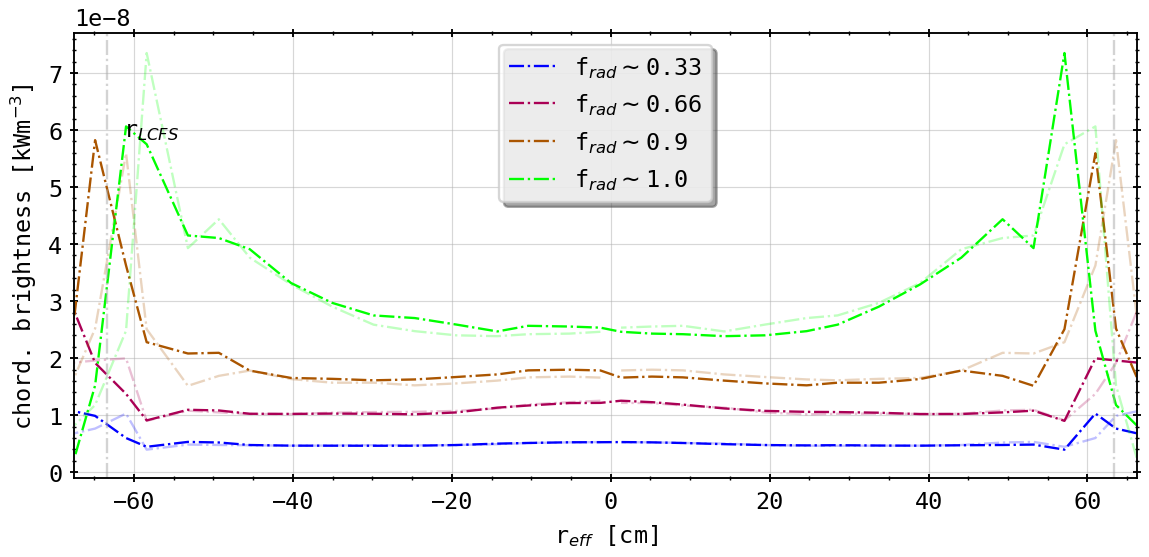 1e−8
chord. brightness [kWm⁻³]
7
6
5
4
3
2
1
0
r_LCFS
f_rad ~ 0.33
f_rad ~ 0.66
f_rad ~ 0.9
f_rad ~ 1.0
−60 −40 −20 0 20 40 60
r_eff [cm]